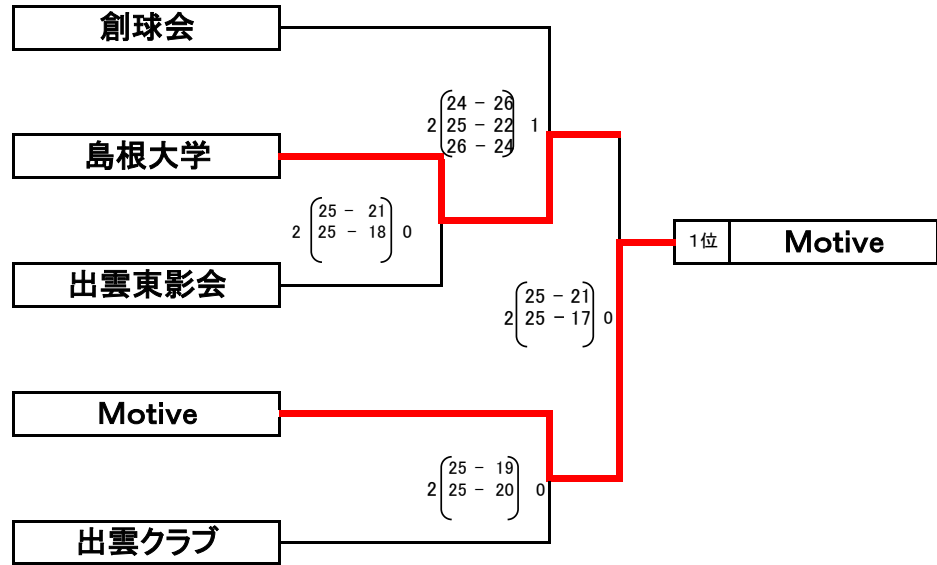 創球会
24 - 26
2 25 - 22 1
26 - 24
島根大学
25 - 21
2 25 - 18 0
出雲東影会
1位 Motive
25 - 21
2 25 - 17 0
Motive
25 - 19
2 25 - 20 0
出雲クラブ